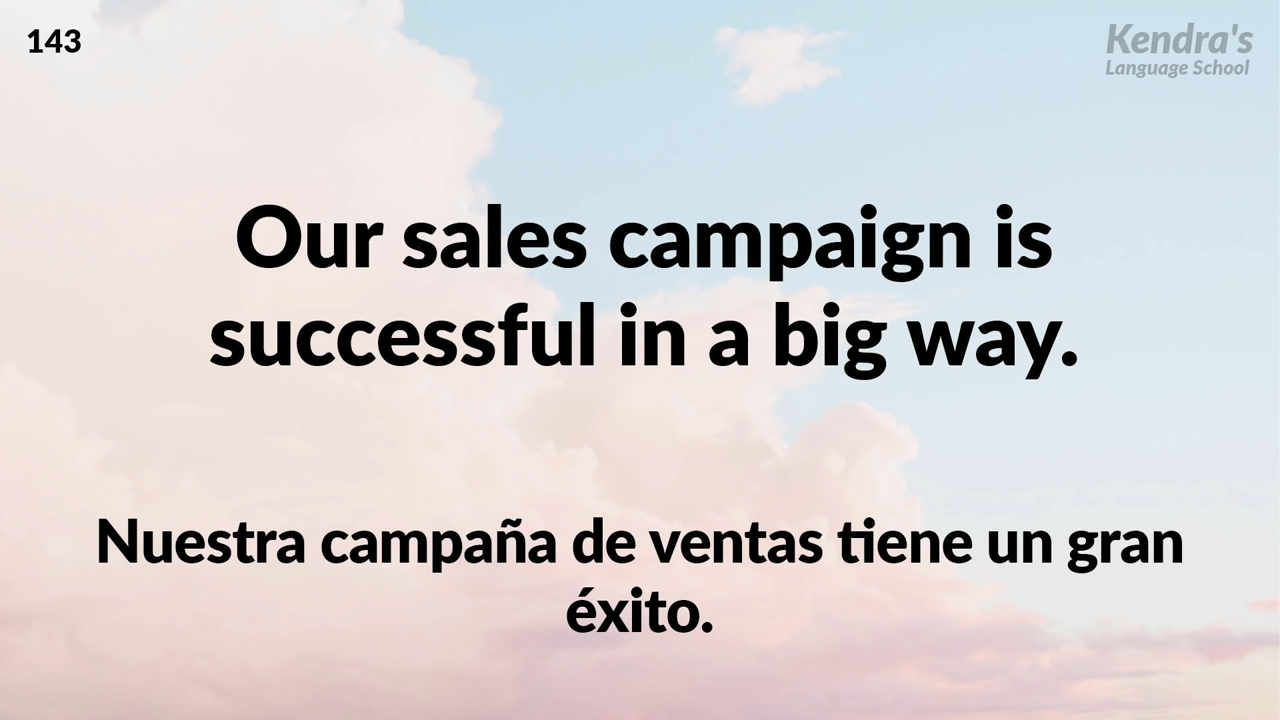 143
Kendra's
Language School
Our sales campaign is
successful in a big way.
Nuestra campaña de ventas tiene un gran
éxito.